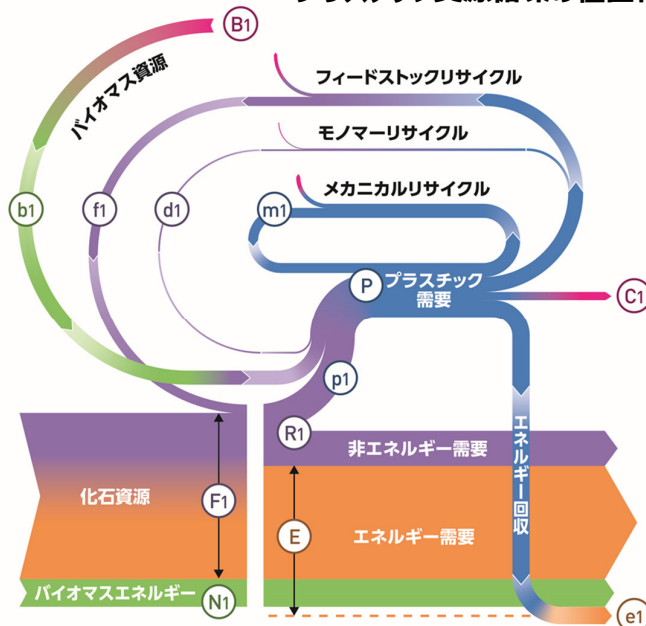 B1
バイオマス資源
フィードストックリサイクル
モノマーリサイクル
メカニカルリサイクル
b1
f1
d1
m1
P
プラスチック
需要
C1
p1
R1
非エネルギー需要
化石資源
F1
E
エネルギー需要
エネルギー回収
バイオマスエネルギー
N1
e1